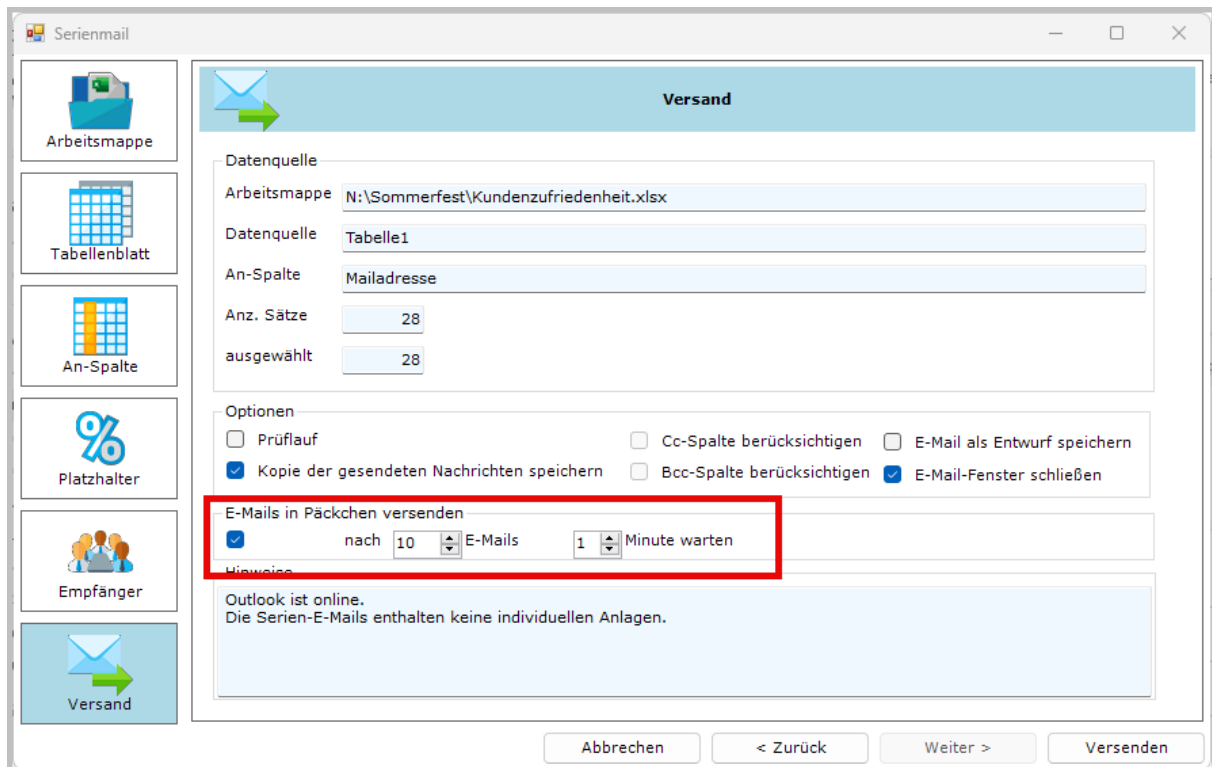 Serienmail
Arbeitsmappe
Tabellenblatt
An-Spalte
Platzhalter
Empfänger
Versand
Versand
Datenquelle
Arbeitsmappe N:\Sommerfest\Kundenzufriedenheit.xlsx
Datenquelle Tabelle1
An-Spalte Mailadresse
Anz. Sätze 28
ausgewählt 28
Optionen
Prüflauf Cc-Spalte berücksichtigen E-Mail als Entwurf speichern
Kopie der gesendeten Nachrichten speichern Bcc-Spalte berücksichtigen E-Mail-Fenster schließen
E-Mails in Päckchen versenden
nach 10 E-Mails 1 Minute warten
Hinweise
Outlook ist online.
Die Serien-E-Mails enthalten keine individuellen Anlagen.
Abbrechen < Zurück Weiter > Versenden